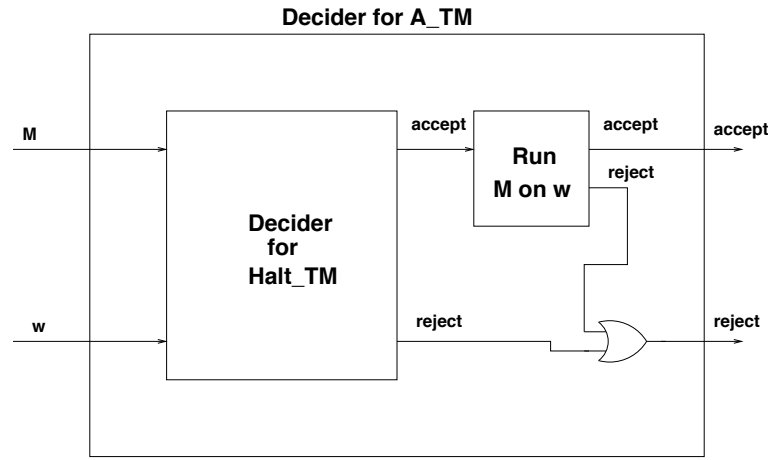 Decider for A_TM
M
accept
accept
accept
Run
M on w
reject
Decider
for
Halt_TM
w
reject
reject